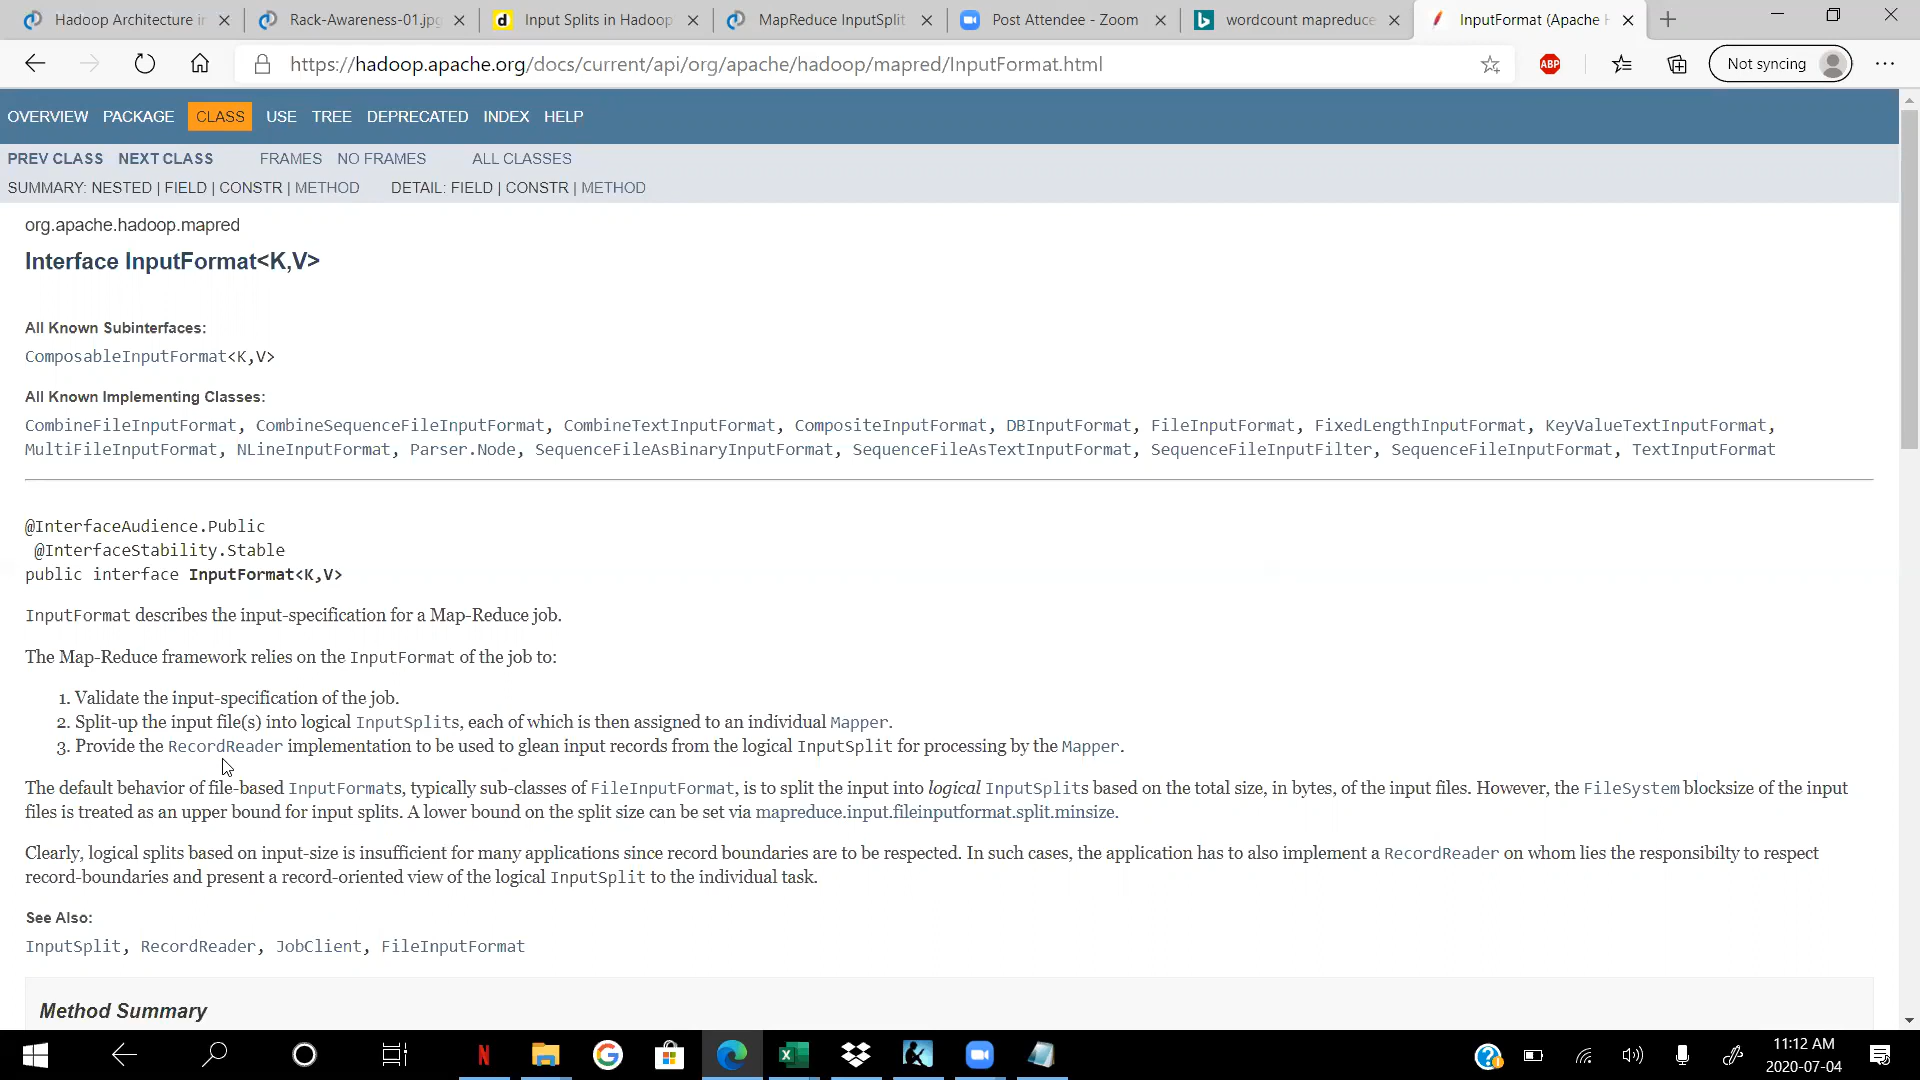 Hadoop Architecture in
Rack-Awareness-01.jpg
Input Splits in Hadoop
MapReduce InputSplit
Post Attendee - Zoom
wordcount mapreduce
InputFormat (Apache H
https://hadoop.apache.org/docs/current/api/org/apache/hadoop/mapred/InputFormat.html
ABP
Not syncing
OVERVIEW PACKAGE CLASS USE TREE DEPRECATED INDEX HELP
PREV CLASS NEXT CLASS FRAMES NO FRAMES ALL CLASSES
SUMMARY: NESTED | FIELD | CONSTR | METHOD DETAIL: FIELD | CONSTR | METHOD
org.apache.hadoop.mapred
Interface InputFormat<K,V>
All Known Subinterfaces:
ComposableInputFormat<K,V>
All Known Implementing Classes:
CombineFileInputFormat, CombineSequenceFileInputFormat, CombineTextInputFormat, CompositeInputFormat, DBInputFormat, FileInputFormat, FixedLengthInputFormat, KeyValueTextInputFormat,
MultiFileInputFormat, NLineInputFormat, Parser.Node, SequenceFileAsBinaryInputFormat, SequenceFileAsTextInputFormat, SequenceFileInputFilter, SequenceFileInputFormat, TextInputFormat
@InterfaceAudience.Public
@InterfaceStability.Stable
public interface InputFormat<K,V>
InputFormat describes the input-specification for a Map-Reduce job.
The Map-Reduce framework relies on the InputFormat of the job to:
1. Validate the input-specification of the job.
2. Split-up the input file(s) into logical InputSplits, each of which is then assigned to an individual Mapper.
3. Provide the RecordReader implementation to be used to glean input records from the logical InputSplit for processing by the Mapper.
The default behavior of file-based InputFormats, typically sub-classes of FileInputFormat, is to split the input into logical InputSplits based on the total size, in bytes, of the input files. However, the FileSystem blocksize of the input
files is treated as an upper bound for input splits. A lower bound on the split size can be set via mapreduce.input.fileinputformat.split.minsize.
Clearly, logical splits based on input-size is insufficient for many applications since record boundaries are to be respected. In such cases, the application has to also implement a RecordReader on whom lies the responsibilty to respect
record-boundaries and present a record-oriented view of the logical InputSplit to the individual task.
See Also:
InputSplit, RecordReader, JobClient, FileInputFormat
Method Summary
11:12 AM
2020-07-04